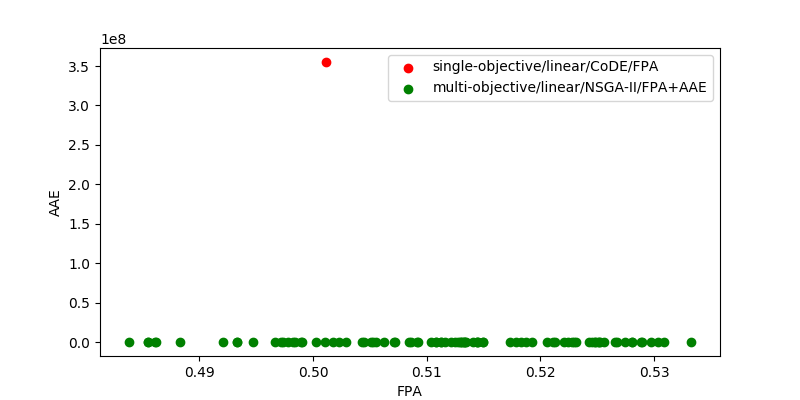 1e8
3.5
3.0
2.5
2.0
1.5
1.0
0.5
0.0
AAE
single-objective/linear/CoDE/FPA
multi-objective/linear/NSGA-II/FPA+AAE
0.49
0.50
0.51
0.52
0.53
FPA